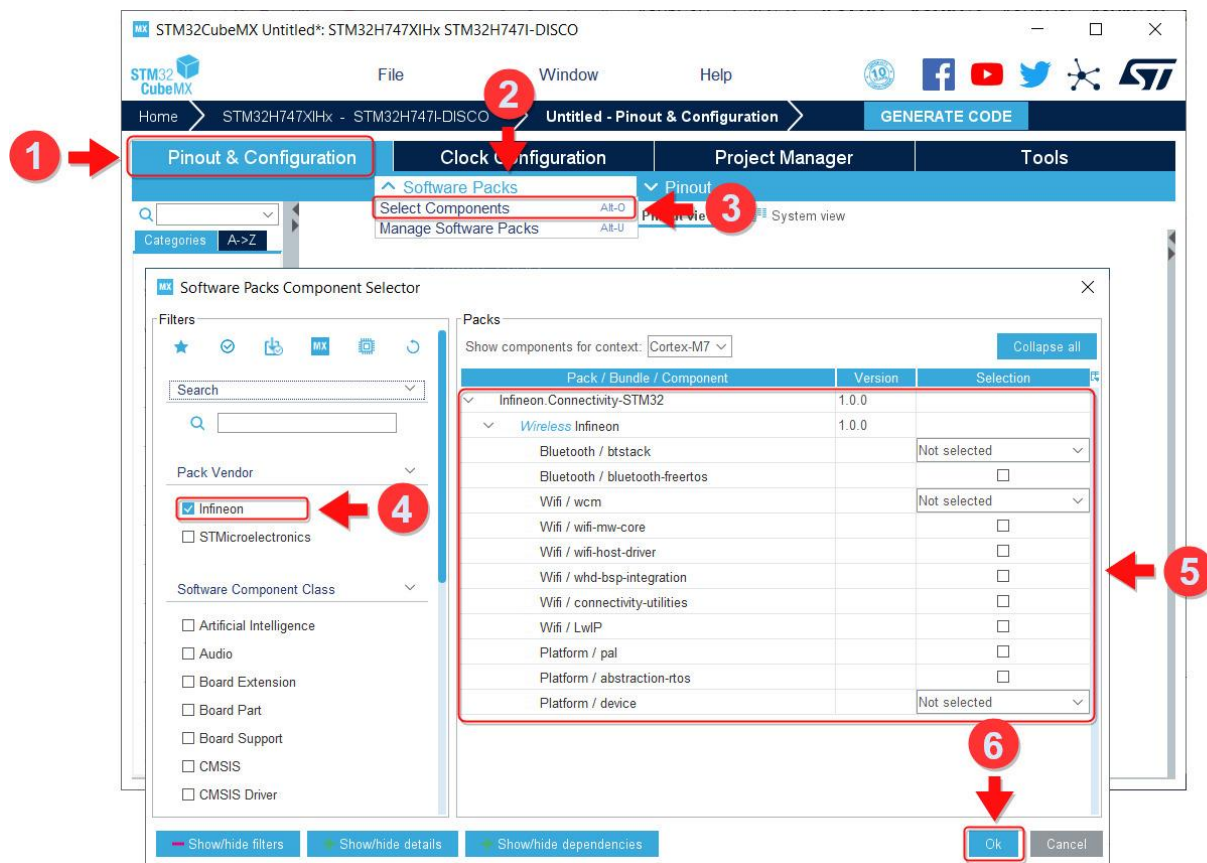 MX STM32CubeMX Untitled*: STM32H747XIHx STM32H747I-DISCO
STM32 CubeMX
File Window Help
10
2
Home STM32H747XIHx - STM32H747I-DISCO Untitled - Pinout & Configuration GENERATE CODE
1
Pinout & Configuration Clock Configuration Project Manager Tools
Software Packs Pinout
Select Components Alt-O
3
System view
Manage Software Packs Alt-U
Categories A->Z
MX Software Packs Component Selector
Filters
MX
Search
Pack Vendor
Infineon
4
STMicroelectronics
Software Component Class
Artificial Intelligence
Audio
Board Extension
Board Part
Board Support
CMSIS
CMSIS Driver
Packs
Show components for context: Cortex-M7 Collapse all
Pack / Bundle / Component Version Selection
Infineon.Connectivity-STM32 1.0.0
Wireless Infineon 1.0.0
Bluetooth / btstack Not selected
Bluetooth / bluetooth-freertos
Wifi / wcm Not selected
Wifi / wifi-mw-core
Wifi / wifi-host-driver
Wifi / whd-bsp-integration
5
Wifi / connectivity-utilities
Wifi / LwIP
Platform / pal
Platform / abstraction-rtos
Platform / device Not selected
6
Show/hide filters Show/hide details Show/hide dependencies Ok Cancel